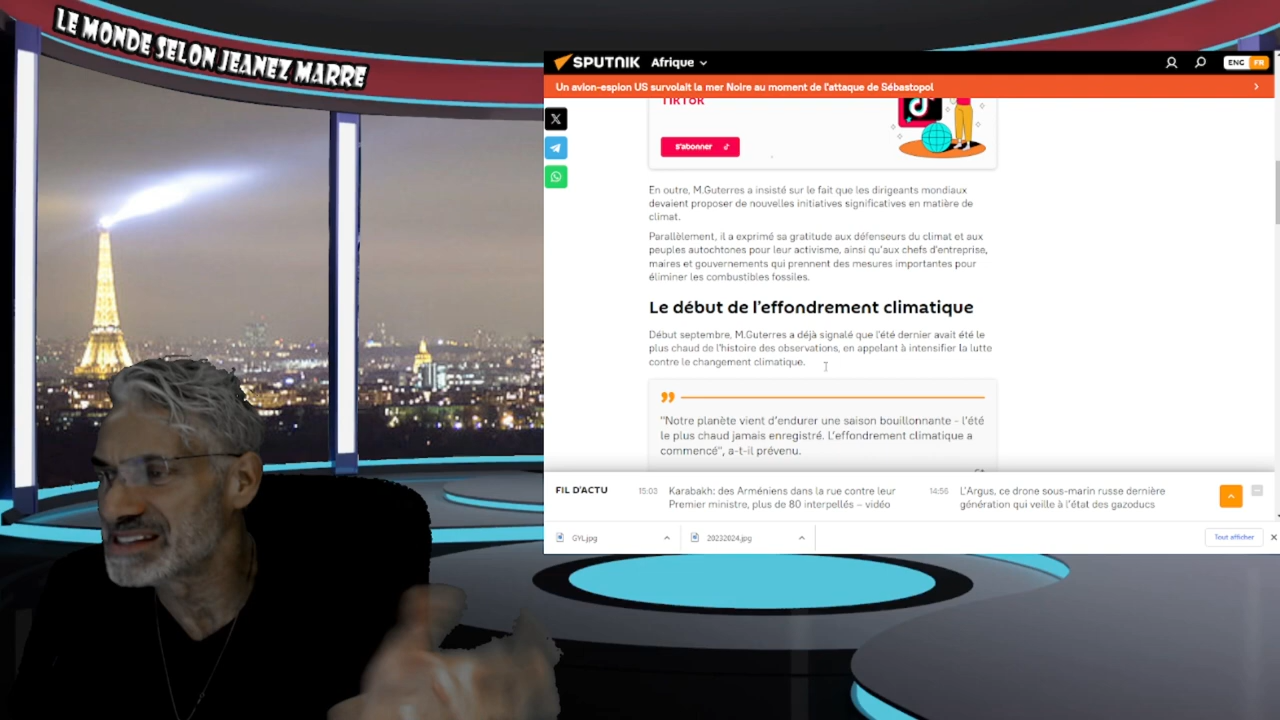 LE MONDE SELON JEANEZ MARRE
SPUTNIK Afrique
ENG FR
Un avion-espion US survolait la mer Noire au moment de l'attaque de Sébastopol
TIKTOK
S'abonner
En outre, M.Guterres a insisté sur le fait que les dirigeants mondiaux
devaient proposer de nouvelles initiatives significatives en matière de
climat.
Parallèlement, il a exprimé sa gratitude aux défenseurs du climat et aux
peuples autochtones pour leur activisme, ainsi qu'aux chefs d'entreprise,
maires et gouvernements qui prennent des mesures importantes pour
éliminer les combustibles fossiles.
Le début de l'effondrement climatique
Début septembre, M.Guterres a déjà signalé que l'été dernier avait été le
plus chaud de l'histoire des observations, en appelant à intensifier la lutte
contre le changement climatique.
"Notre planète vient d'endurer une saison bouillonnante - l'été
le plus chaud jamais enregistré. L'effondrement climatique a
commencé", a-t-il prévenu.
FIL D'ACTU
15:03 Karabakh: des Arméniens dans la rue contre leur
Premier ministre, plus de 80 interpellés – vidéo
14:56 L'Argus, ce drone sous-marin russe dernière
génération qui veille à l'état des gazoducs
GYL.jpg
20232024.jpg
Tout afficher